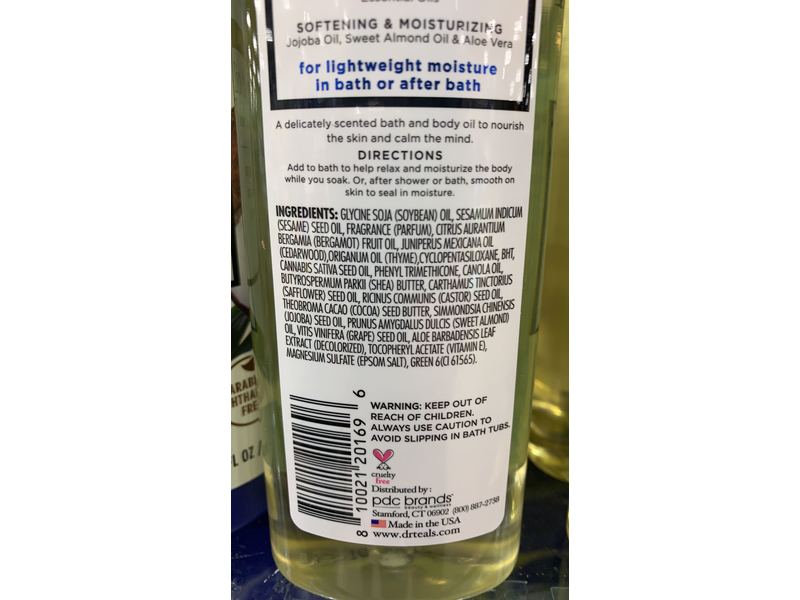 Essential Oils
SOFTENING & MOISTURIZING
Jojoba Oil, Sweet Almond Oil & Aloe Vera
for lightweight moisture
in bath or after bath
A delicately scented bath and body oil to nourish
the skin and calm the mind.
DIRECTIONS
Add to bath to help relax and moisturize the body
while you soak. Or, after shower or bath, smooth on
skin to seal in moisture.
INGREDIENTS: GLYCINE SOJA (SOYBEAN) OIL, SESAMUM INDICUM
(SESAME) SEED OIL, FRAGRANCE (PARFUM), CITRUS AURANTIUM
BERGAMIA (BERGAMOT) FRUIT OIL, JUNIPERUS MEXICANA OIL
(CEDARWOOD),ORIGANUM OIL (THYME),CYCLOPENTASILOXANE, BHT,
CANNABIS SATIVA SEED OIL, PHENYL TRIMETHICONE, CANOLA OIL,
BUTYROSPERMUM PARKII (SHEA) BUTTER, CARTHAMUS TINCTORIUS
(SAFFLOWER) SEED OIL, RICINUS COMMUNIS (CASTOR) SEED OIL,
THEOBROMA CACAO (COCOA) SEED BUTTER, SIMMONDSIA CHINENSIS
(JOJOBA) SEED OIL, PRUNUS AMYGDALUS DULCIS (SWEET ALMOND)
OIL, VITIS VINIFERA (GRAPE) SEED OIL, ALOE BARBADENSIS LEAF
EXTRACT (DECOLORIZED), TOCOPHERYL ACETATE (VITAMIN E),
MAGNESIUM SULFATE (EPSOM SALT), GREEN 6(CI 61565).
8 10021 20169 6
WARNING: KEEP OUT OF
REACH OF CHILDREN.
ALWAYS USE CAUTION TO
AVOID SLIPPING IN BATH TUBS.
cruelty
free
Distributed by :
pdc brands
beauty & wellness
Stamford, CT 06902 (800) 887-2738
Made in the USA
www.drteals.com
FRE
L OZ